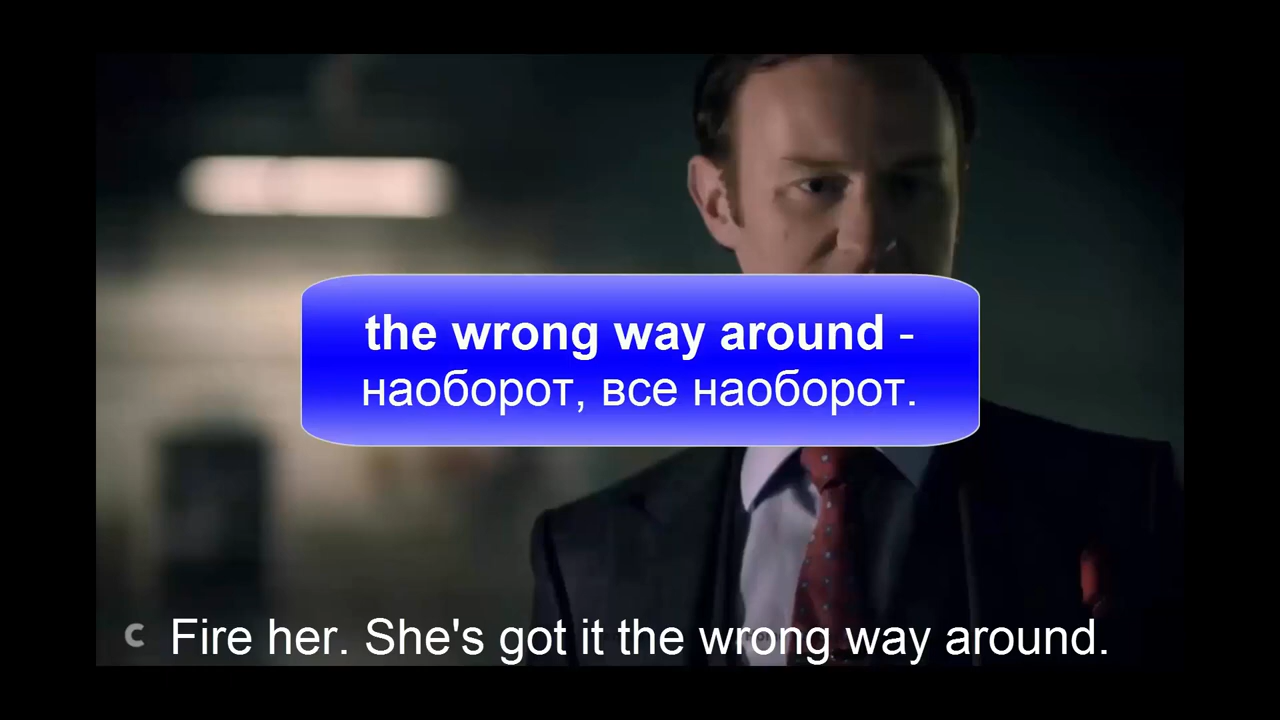 the wrong way around -
наоборот, все наоборот.
C Fire her. She's got it the wrong way around.